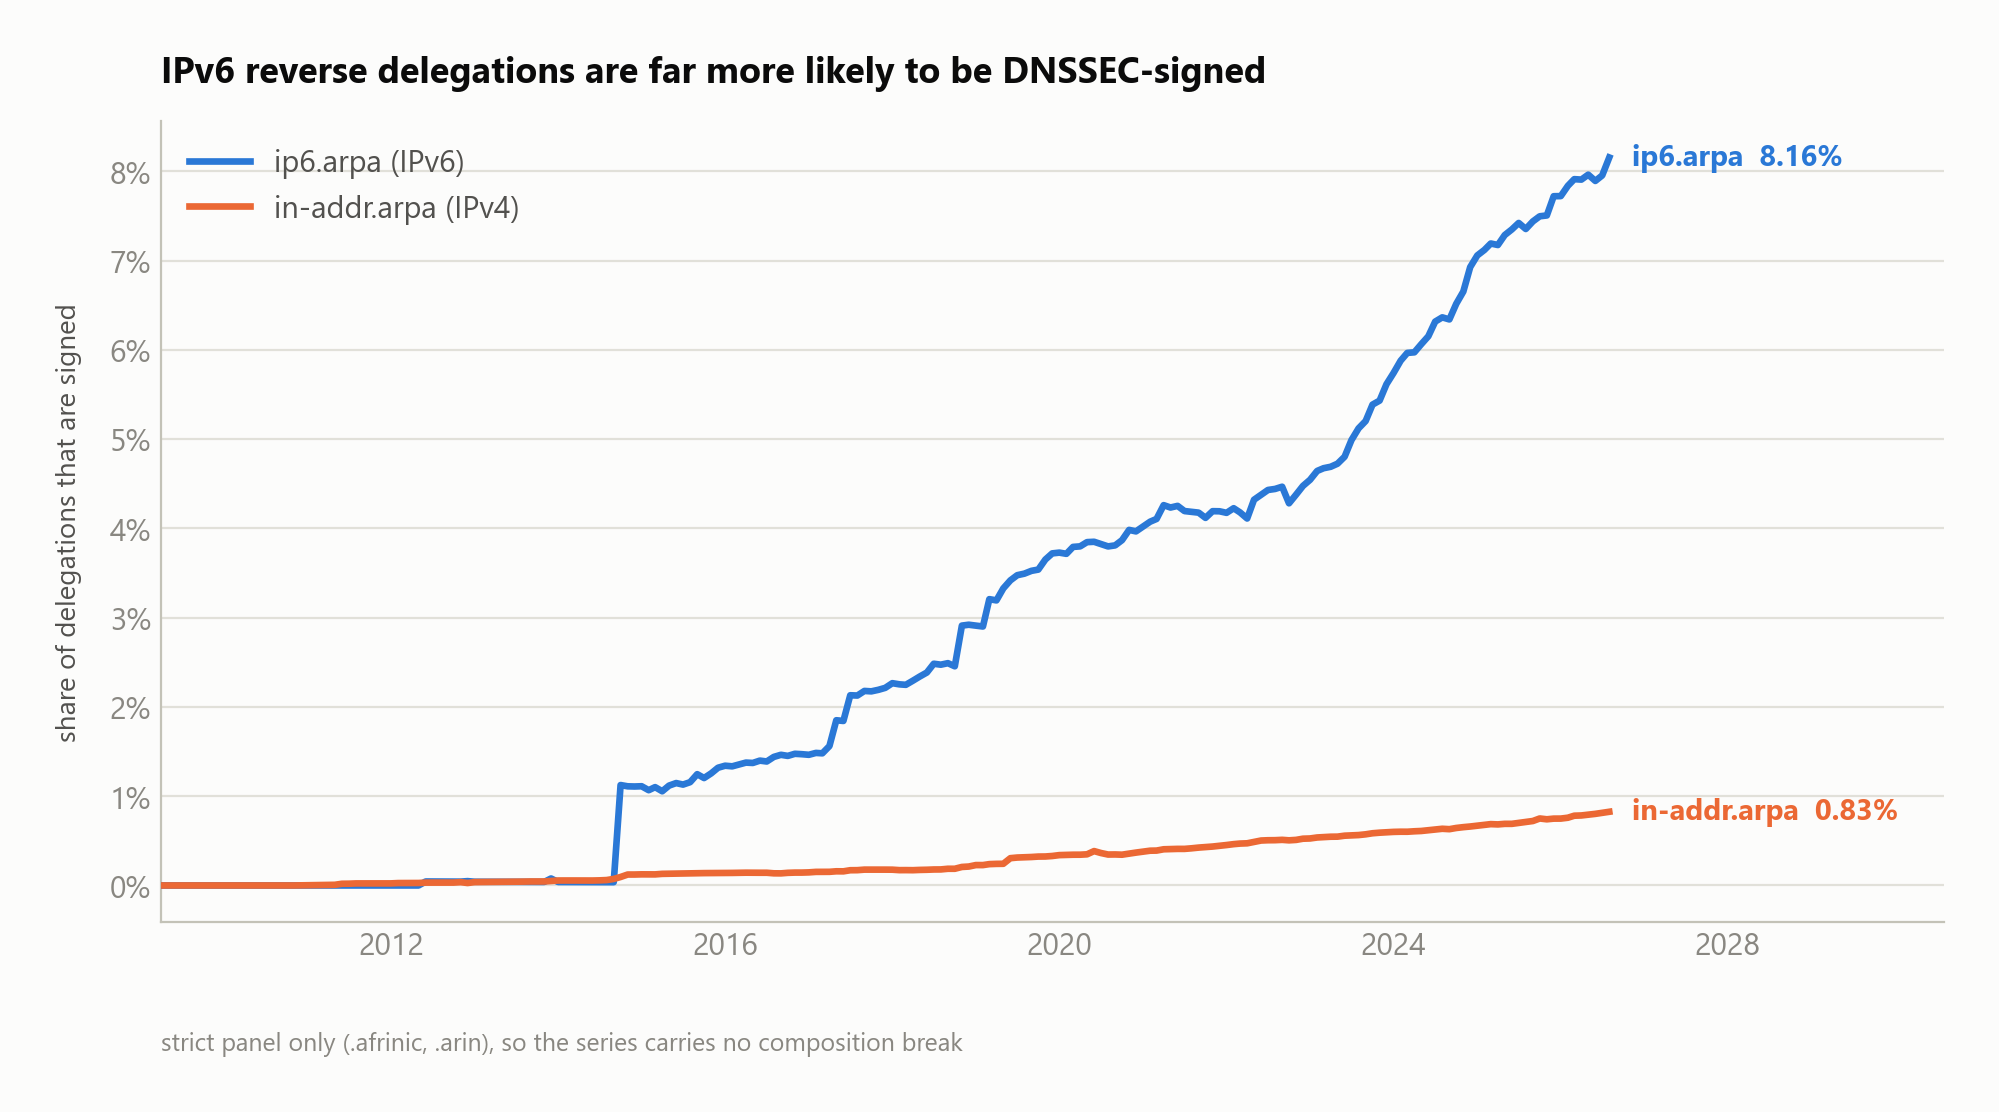 IPv6 reverse delegations are far more likely to be DNSSEC-signed
ip6.arpa (IPv6)
in-addr.arpa (IPv4)
share of delegations that are signed
8%
7%
6%
5%
4%
3%
2%
1%
0%
ip6.arpa 8.16%
in-addr.arpa 0.83%
2012 2016 2020 2024 2028
strict panel only (.afrinic, .arin), so the series carries no composition break